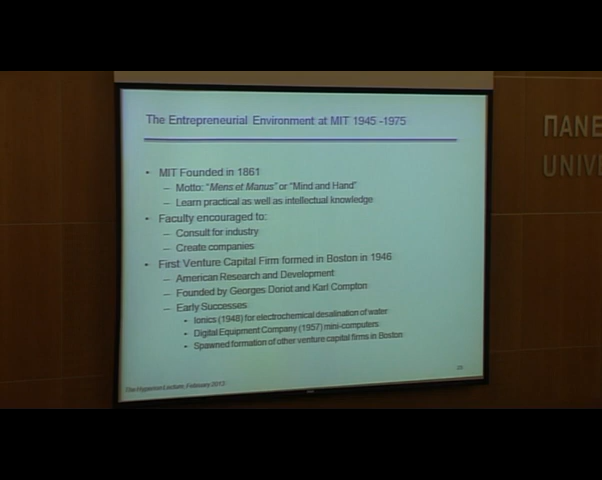 The Entrepreneurial Environment at MIT 1945 -1975
• MIT Founded in 1861
– Motto: “Mens et Manus” or “Mind and Hand”
– Learn practical as well as intellectual knowledge
• Faculty encouraged to:
– Consult for industry
– Create companies
• First Venture Capital Firm formed in Boston in 1946
– American Research and Development
– Founded by Georges Doriot and Karl Compton
– Early Successes
• Ionics (1948) for electrochemical desalination of water
• Digital Equipment Company (1957) mini-computers
• Spawned formation of other venture capital firms in Boston
The Hyperion Lecture, February 2013
ΠΑΝΕ
UNIVE